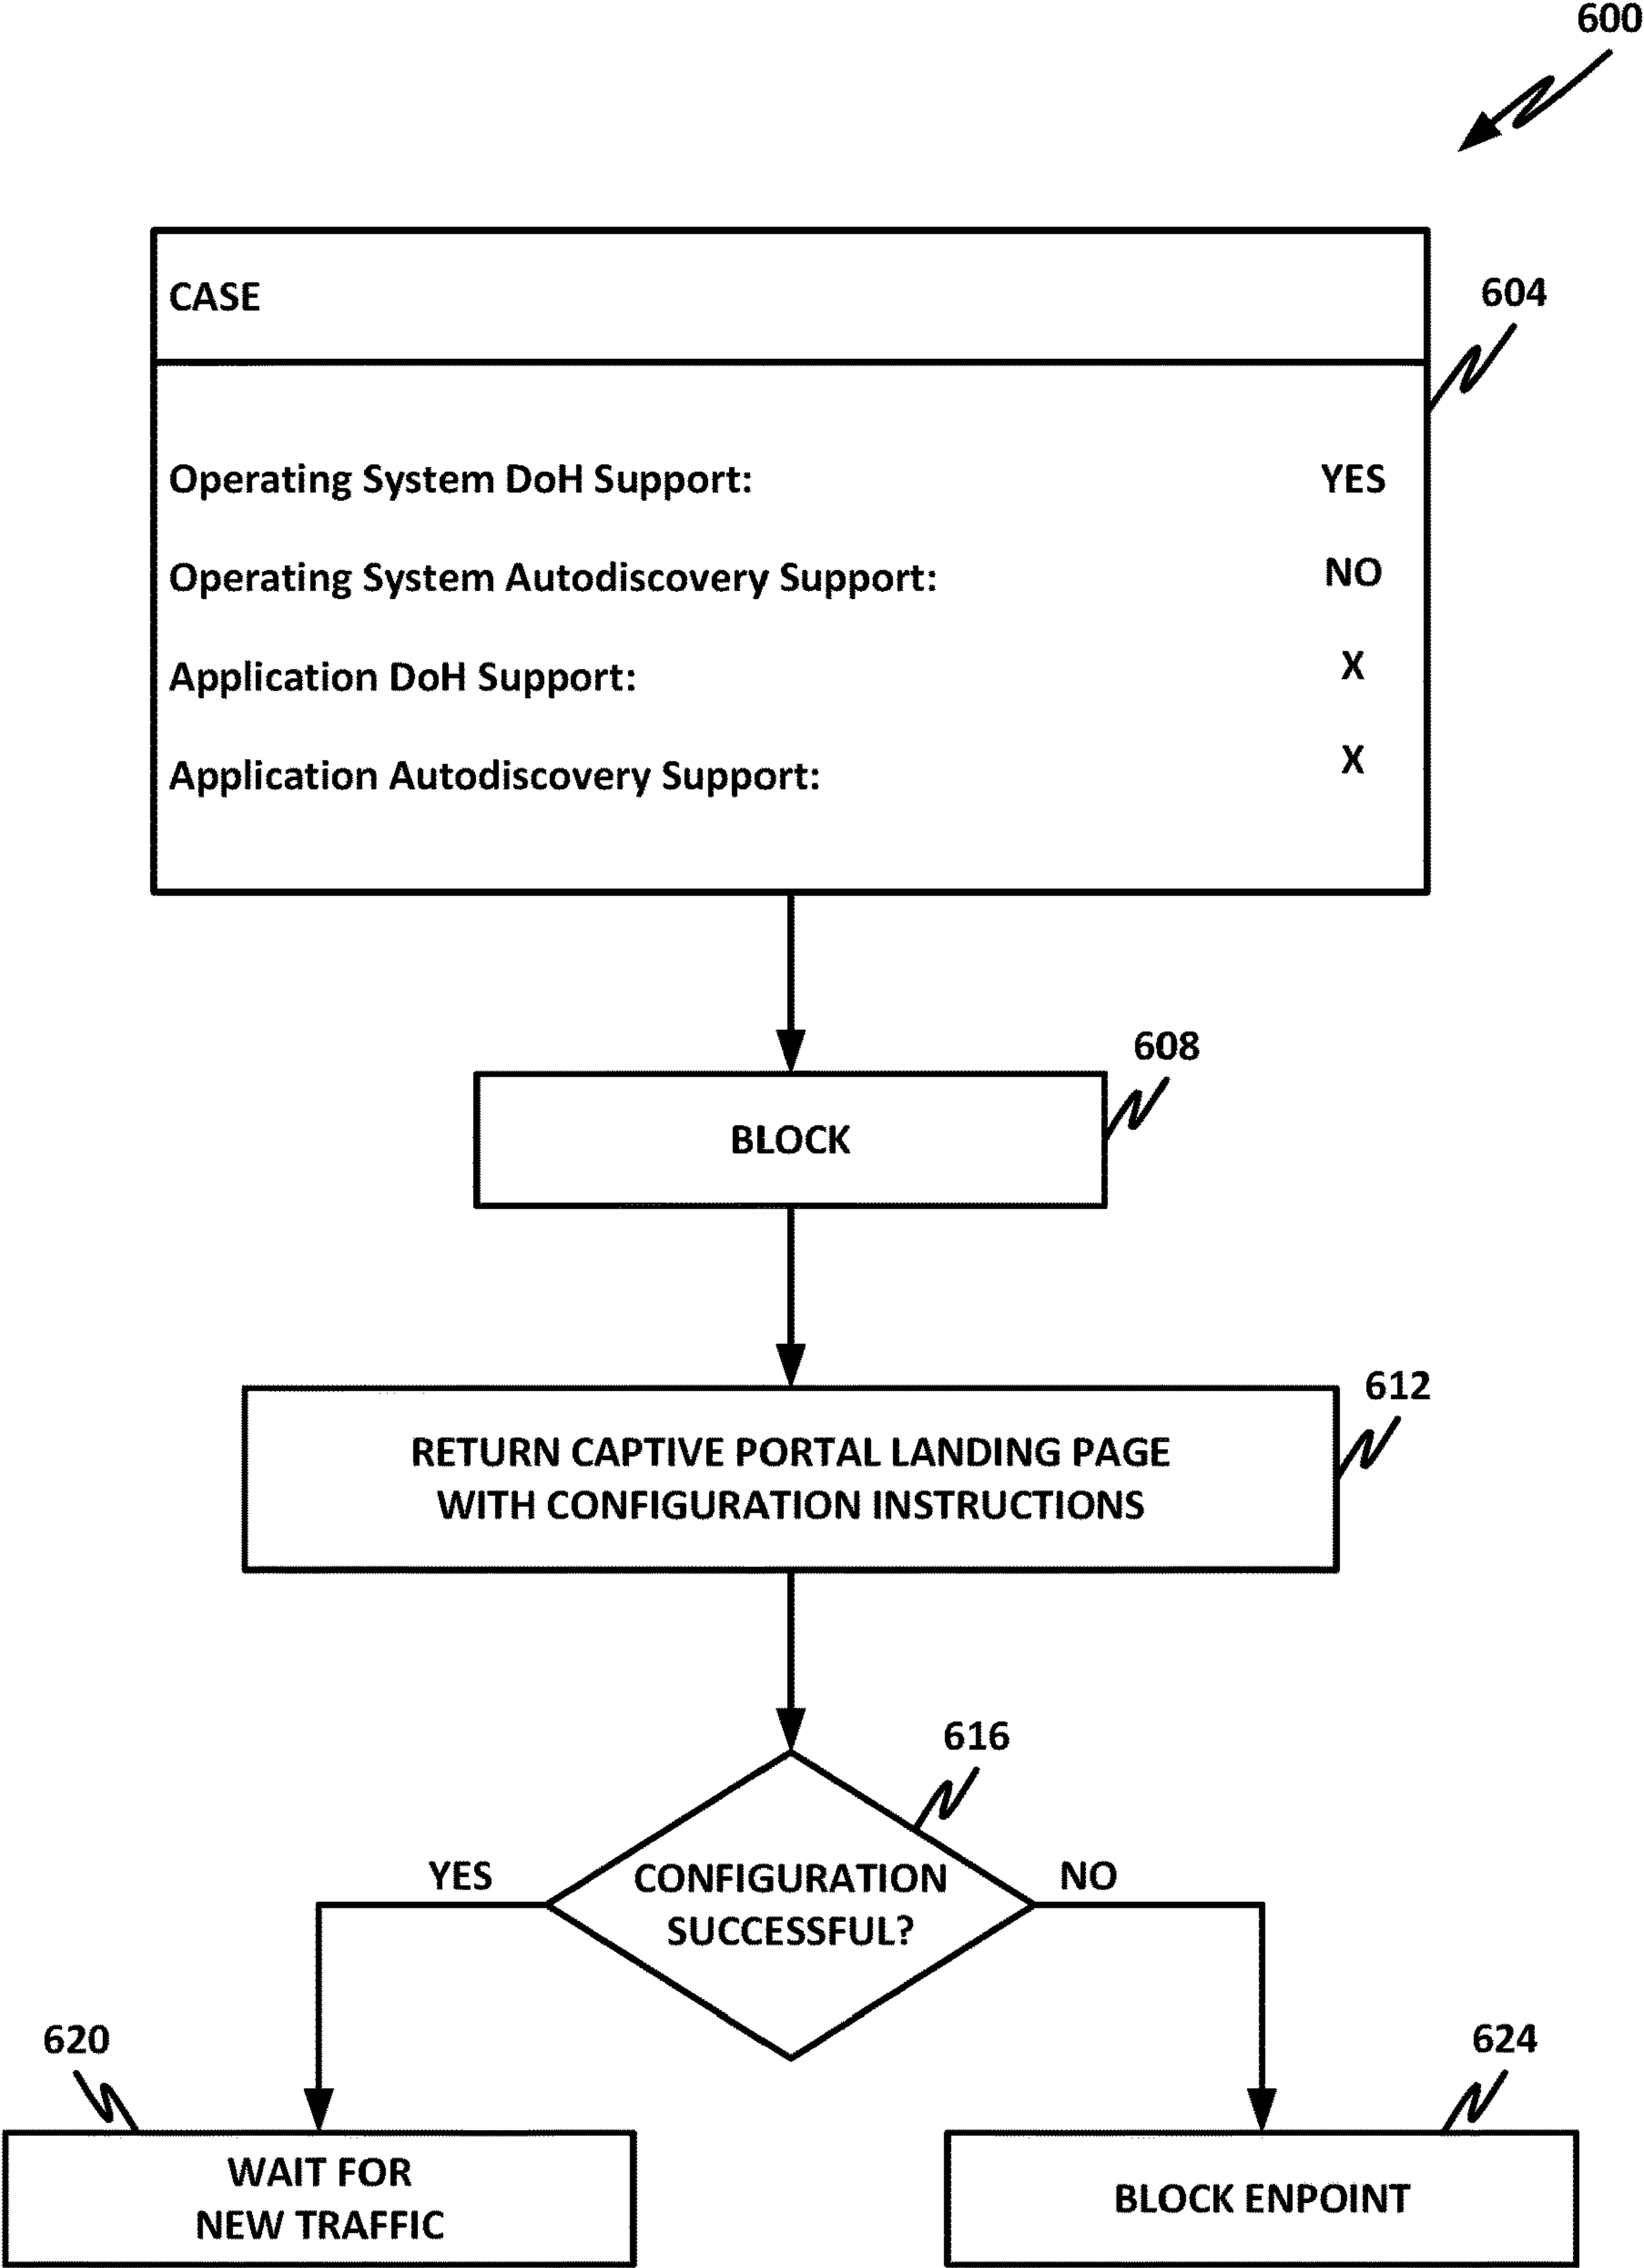 600
CASE
604
Operating System DoH Support: YES
Operating System Autodiscovery Support: NO
Application DoH Support: X
Application Autodiscovery Support: X
608
BLOCK
612
RETURN CAPTIVE PORTAL LANDING PAGE
WITH CONFIGURATION INSTRUCTIONS
616
YES
CONFIGURATION
SUCCESSFUL?
NO
620
624
WAIT FOR
NEW TRAFFIC
BLOCK ENPOINT